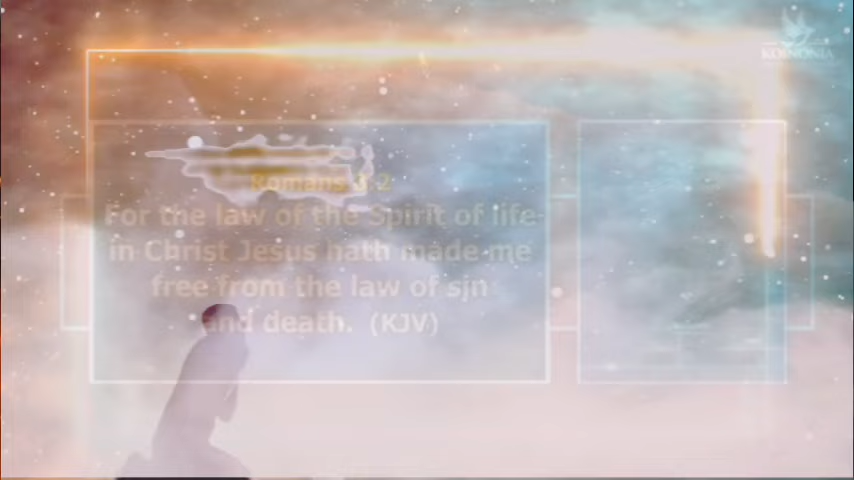 KOINONIA
Romans 8:2
For the law of the Spirit of life
in Christ Jesus hath made me
free from the law of sin
and death. (KJV)